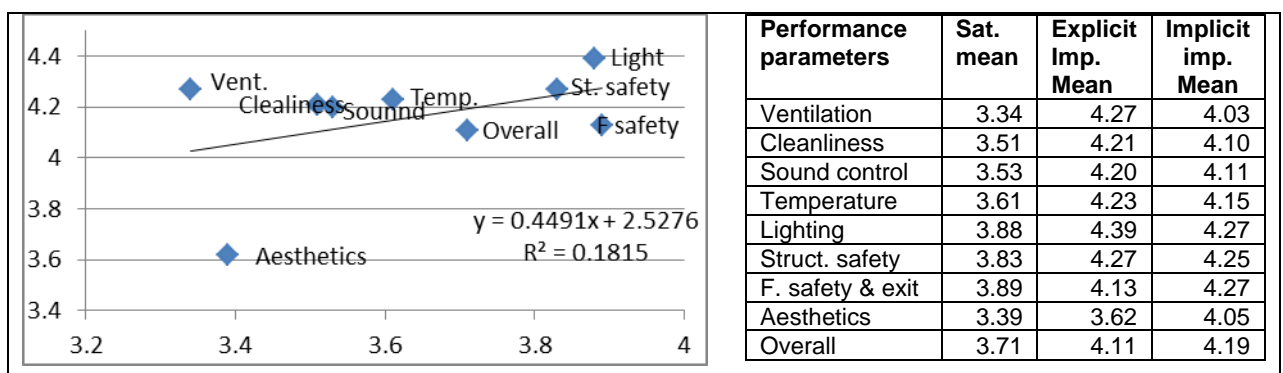 4.4
4.2
4
3.8
3.6
3.4
3.2 3.4 3.6 3.8 4
Light
Vent.
St. safety
Clealiness
Sounnd
Temp.
Overall
F safety
y = 0.4491x + 2.5276
R² = 0.1815
Aesthetics
Performance parameters Sat. mean Explicit Imp. Mean Implicit imp. Mean
Ventilation 3.34 4.27 4.03
Cleanliness 3.51 4.21 4.10
Sound control 3.53 4.20 4.11
Temperature 3.61 4.23 4.15
Lighting 3.88 4.39 4.27
Struct. safety 3.83 4.27 4.25
F. safety & exit 3.89 4.13 4.27
Aesthetics 3.39 3.62 4.05
Overall 3.71 4.11 4.19